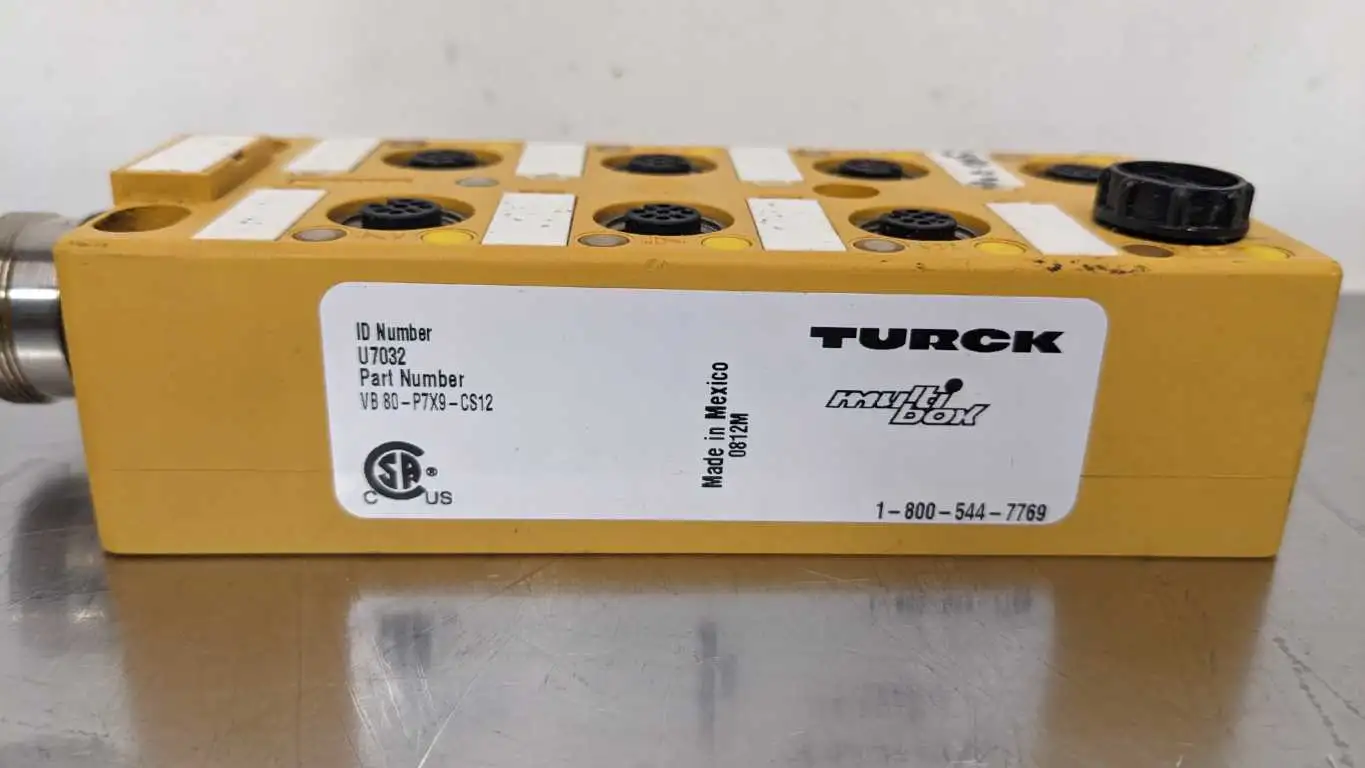 ID Number
U7032
Part Number
VB 80-P7X9-CS12
CSA®
C US
Made in Mexico
0812M
TURCK
multi
box
1-800-544-7769